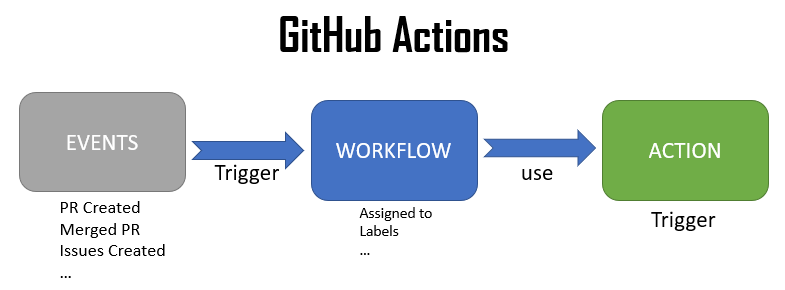 GitHub Actions
EVENTS
Trigger
WORKFLOW
use
ACTION
PR Created
Merged PR
Issues Created
...
Assigned to
Labels
...
Trigger